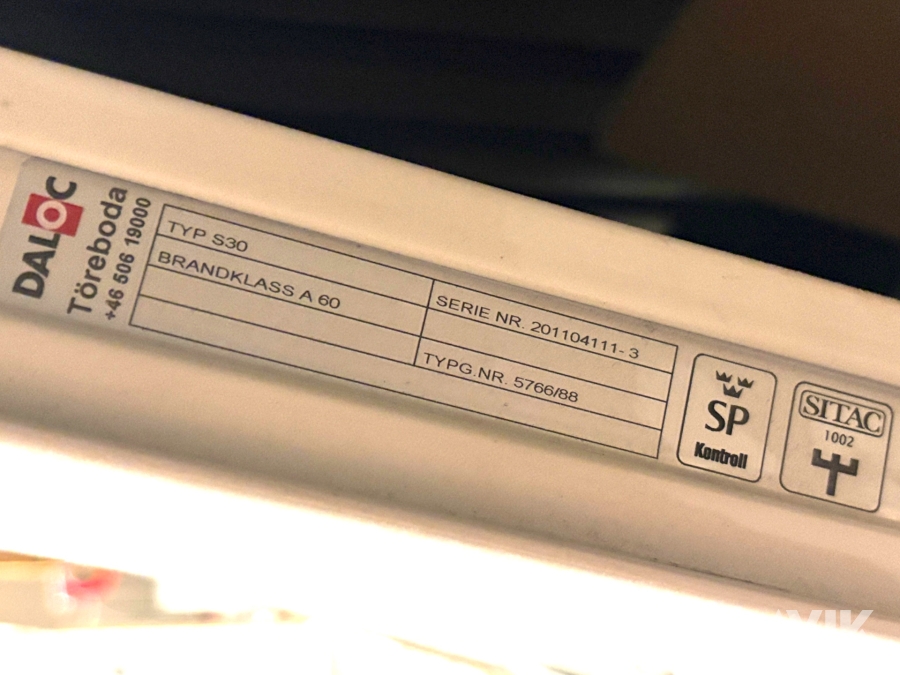 DALOC
Töreboda
+46 506 19000
TYP S30
BRANDKLASS A 60
SERIE NR. 201104111- 3
TYPG.NR. 5766/88
SP
Kontroll
SITAC
1002